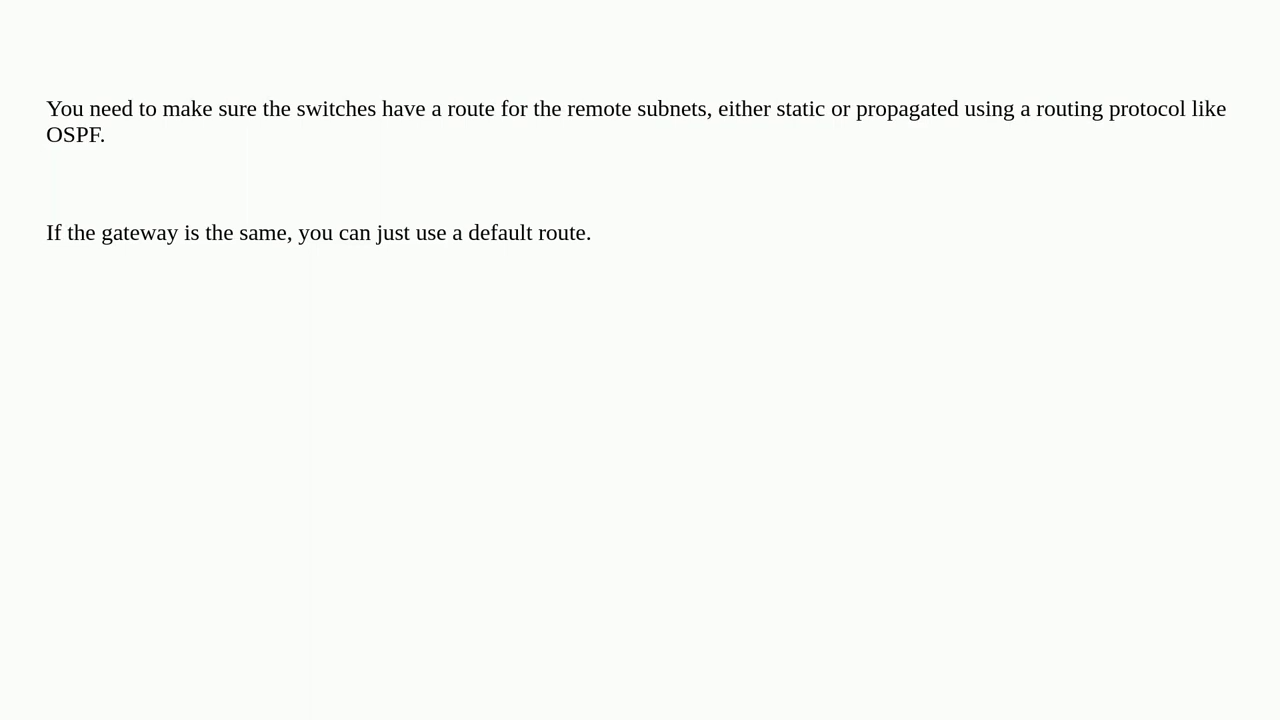 You need to make sure the switches have a route for the remote subnets, either static or propagated using a routing protocol like
OSPF.
If the gateway is the same, you can just use a default route.